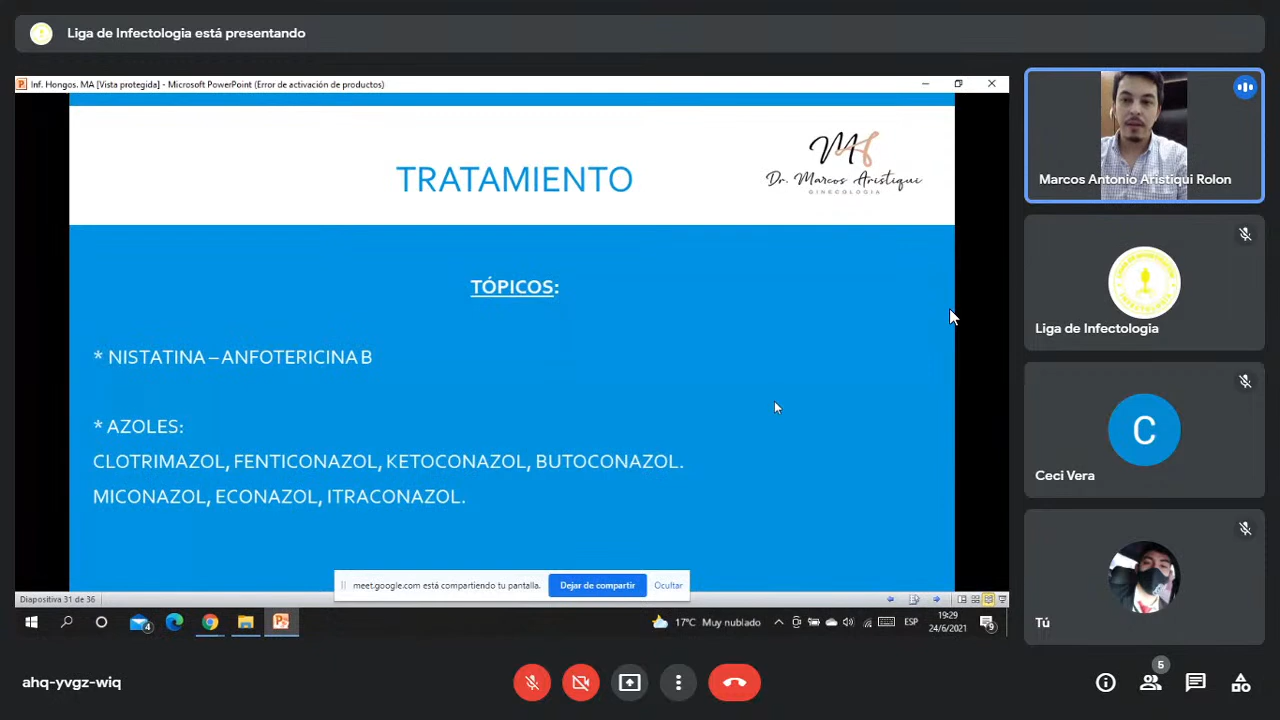 Liga de Infectologia está presentando
Inf. Hongos. MA [Vista protegida] - Microsoft PowerPoint (Error de activación de productos)
TRATAMIENTO
MA
Dr. Marcos Aristiqui
GINECOLOGIA
TÓPICOS:
* NISTATINA – ANFOTERICINA B
* AZOLES:
CLOTRIMAZOL, FENTICONAZOL, KETOCONAZOL, BUTOCONAZOL.
MICONAZOL, ECONAZOL, ITRACONAZOL.
meet.google.com está compartiendo tu pantalla.
Dejar de compartir
Ocultar
Diapositiva 31 de 36
4
17°C Muy nublado
ESP
19:29
24/6/2021
9
Marcos Antonio Aristiqui Rolon
Liga de Infectologia
C
Ceci Vera
Tú
ahq-yvgz-wiq
5